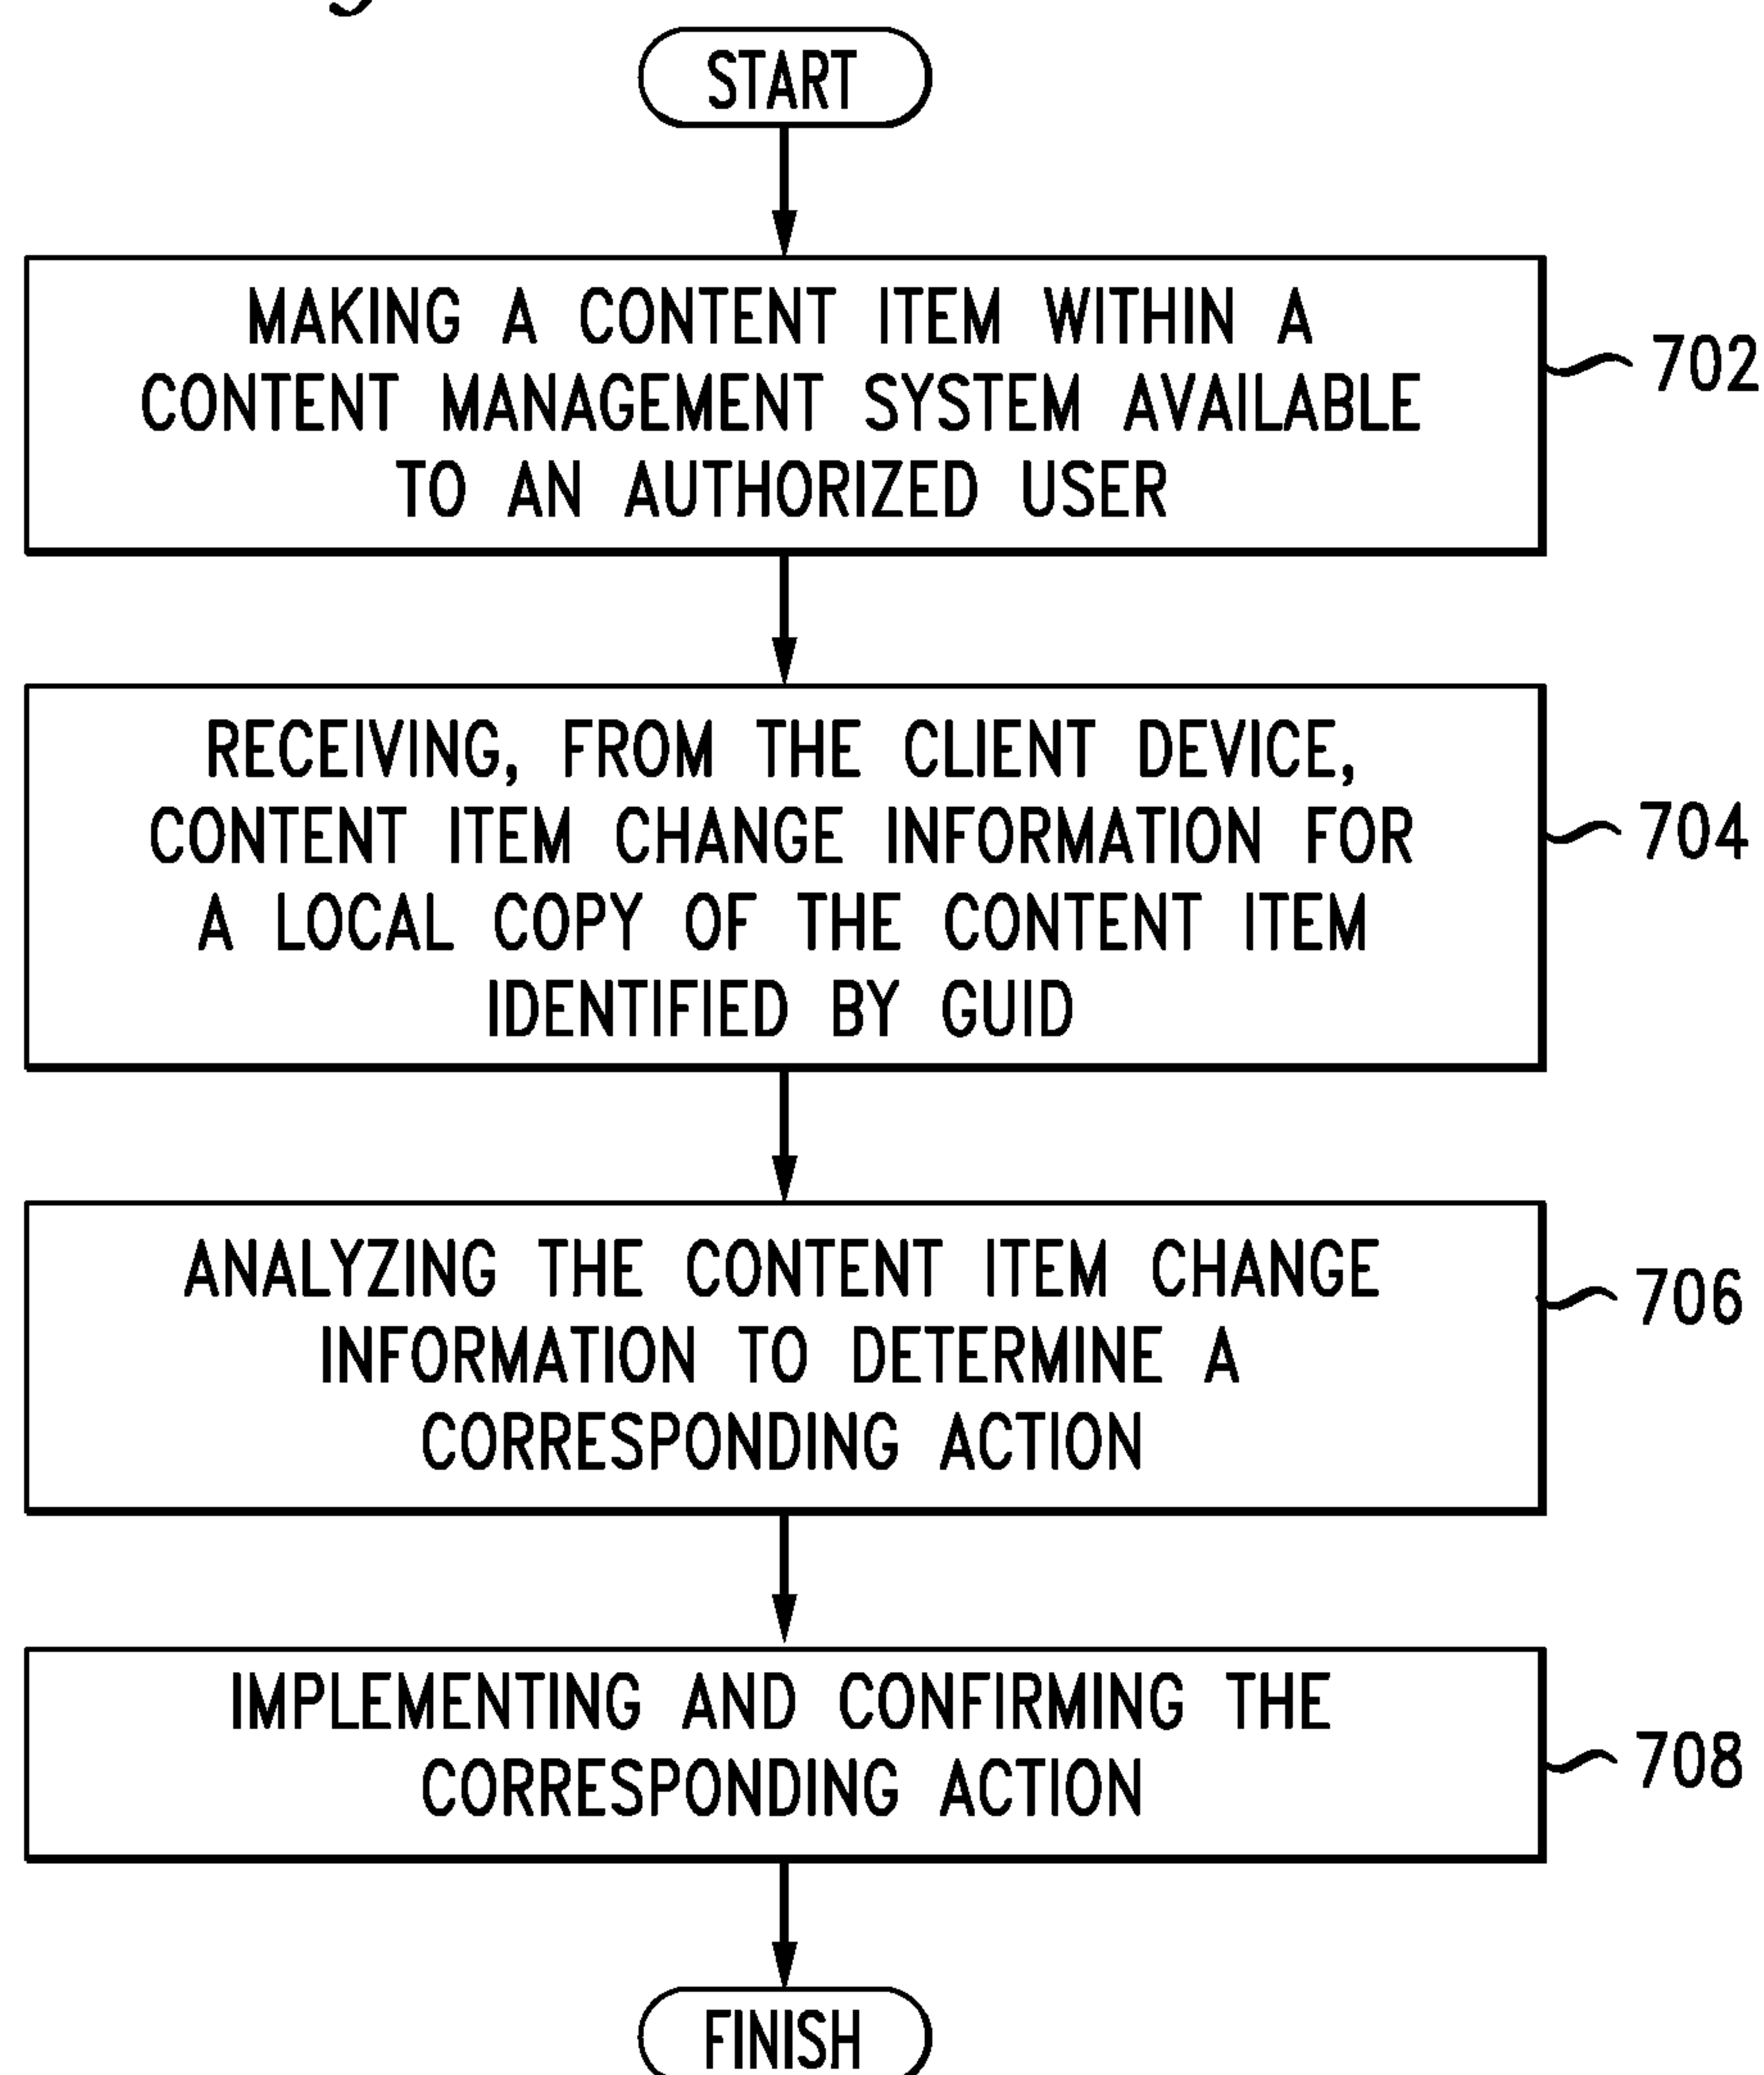 START
MAKING A CONTENT ITEM WITHIN A
CONTENT MANAGEMENT SYSTEM AVAILABLE
TO AN AUTHORIZED USER
702
RECEIVING, FROM THE CLIENT DEVICE,
CONTENT ITEM CHANGE INFORMATION FOR
A LOCAL COPY OF THE CONTENT ITEM
IDENTIFIED BY GUID
704
ANALYZING THE CONTENT ITEM CHANGE
INFORMATION TO DETERMINE A
CORRESPONDING ACTION
706
IMPLEMENTING AND CONFIRMING THE
CORRESPONDING ACTION
708
FINISH